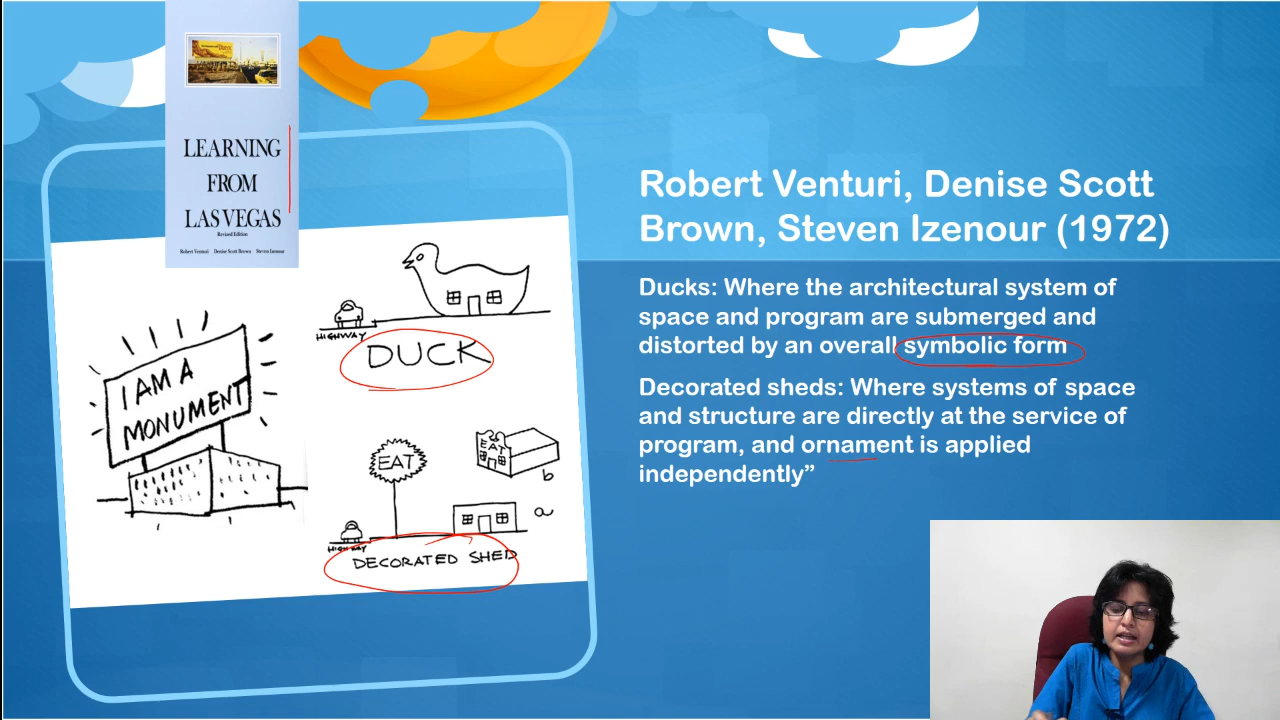 LEARNING
FROM
LAS VEGAS
Revised Edition
Robert Venturi Denise Scott Brown Steven Izenour
I AM A
MONUMENT
HIGHWAY
DUCK
EAT
EAT
b
a
HIGHWAY
DECORATED SHED
Robert Venturi, Denise Scott
Brown, Steven Izenour (1972)
Ducks: Where the architectural system of
space and program are submerged and
distorted by an overall symbolic form
Decorated sheds: Where systems of space
and structure are directly at the service of
program, and ornament is applied
independently”